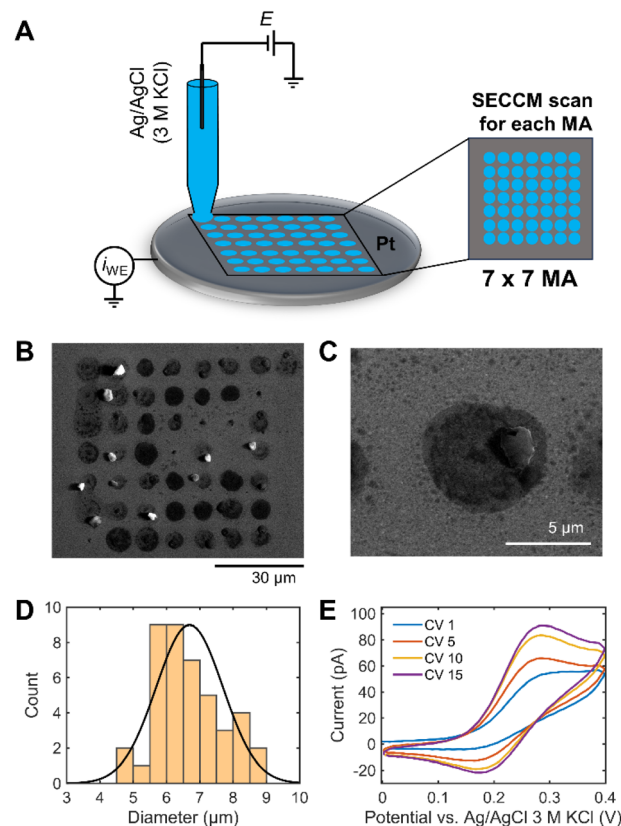 A
E
Ag/AgCl
(3 M KCl)
SECCM scan
for each MA
Pt
iWE
7 x 7 MA
B
30 µm
C
5 µm
D
10
8
6
4
2
0
Count
3 4 5 6 7 8 9 10
Diameter (µm)
E
CV 1
CV 5
CV 10
CV 15
100
80
60
40
20
0
-20
Current (pA)
0 0.1 0.2 0.3 0.4
Potential vs. Ag/AgCl 3 M KCl (V)